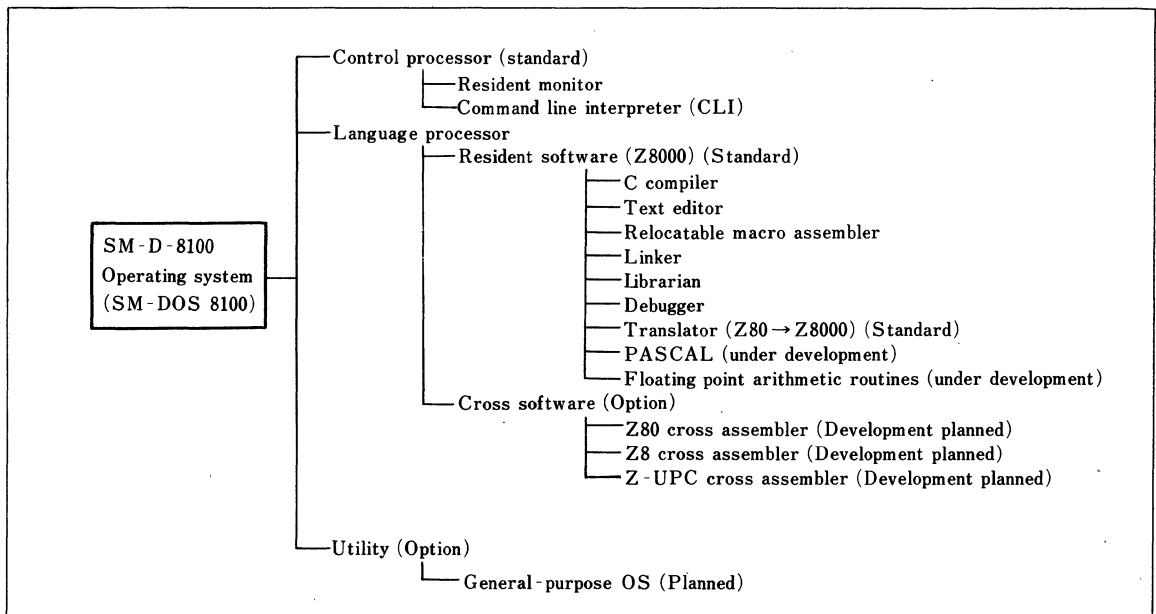 Control processor (standard)
Resident monitor
Command line interpreter (CLI)
Language processor
Resident software (Z8000) (Standard)
C compiler
Text editor
Relocatable macro assembler
Linker
Librarian
Debugger
Translator (Z80→Z8000) (Standard)
PASCAL (under development)
Floating point arithmetic routines (under development)
Cross software (Option)
Z80 cross assembler (Development planned)
Z8 cross assembler (Development planned)
Z-UPC cross assembler (Development planned)
Utility (Option)
General-purpose OS (Planned)
SM-D-8100
Operating system
(SM-DOS 8100)